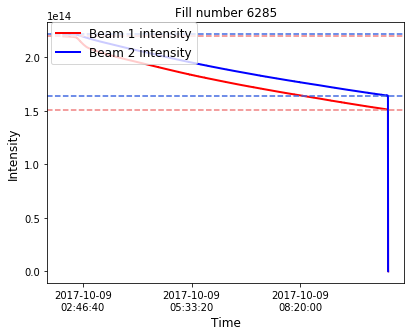 Fill number 6285
1e14
Beam 1 intensity
Beam 2 intensity
2.0
1.5
1.0
0.5
0.0
Intensity
2017-10-09
02:46:40
2017-10-09
05:33:20
2017-10-09
08:20:00
Time